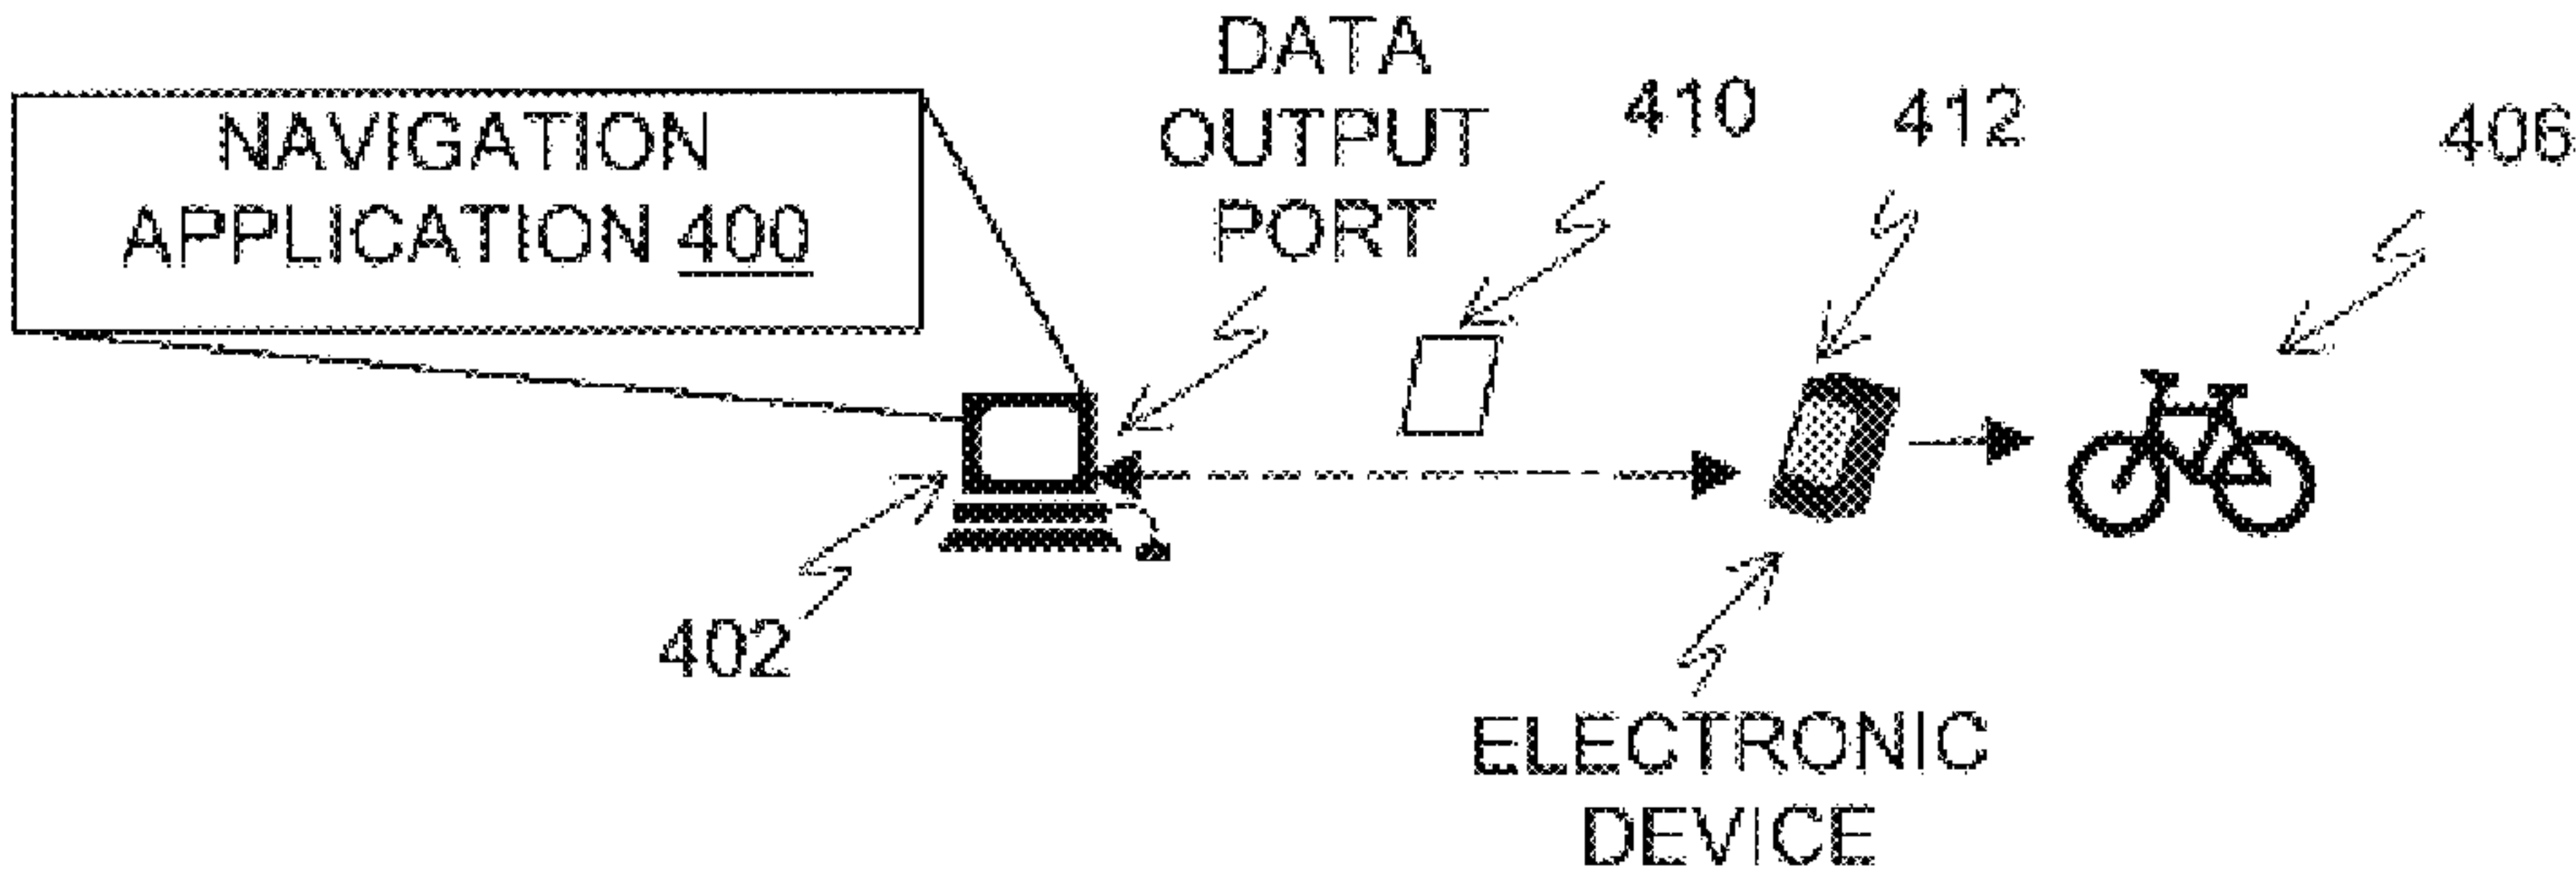 NAVIGATION
APPLICATION 400
DATA
OUTPUT
PORT
410
412
406
402
ELECTRONIC
DEVICE